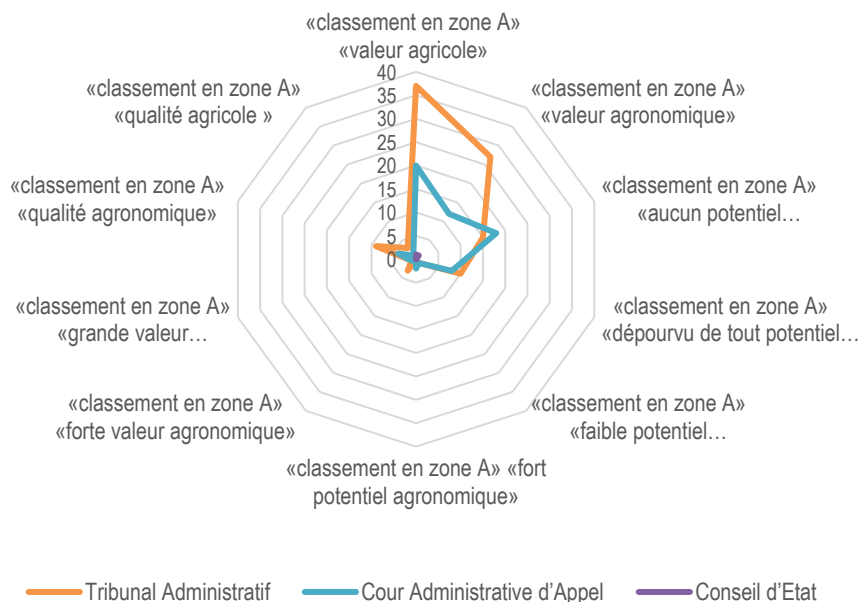 «classement en zone A»
«valeur agricole»
«classement en zone A»
«valeur agronomique»
«classement en zone A»
«aucun potentiel…
«classement en zone A»
«dépourvu de tout potentiel…
«classement en zone A»
«faible potentiel…
«classement en zone A» «fort
potentiel agronomique»
«classement en zone A»
«forte valeur agronomique»
«classement en zone A»
«grande valeur…
«classement en zone A»
«qualité agronomique»
«classement en zone A»
«qualité agricole »
40
35
30
25
20
15
10
5
0
Tribunal Administratif
Cour Administrative d’Appel
Conseil d’Etat